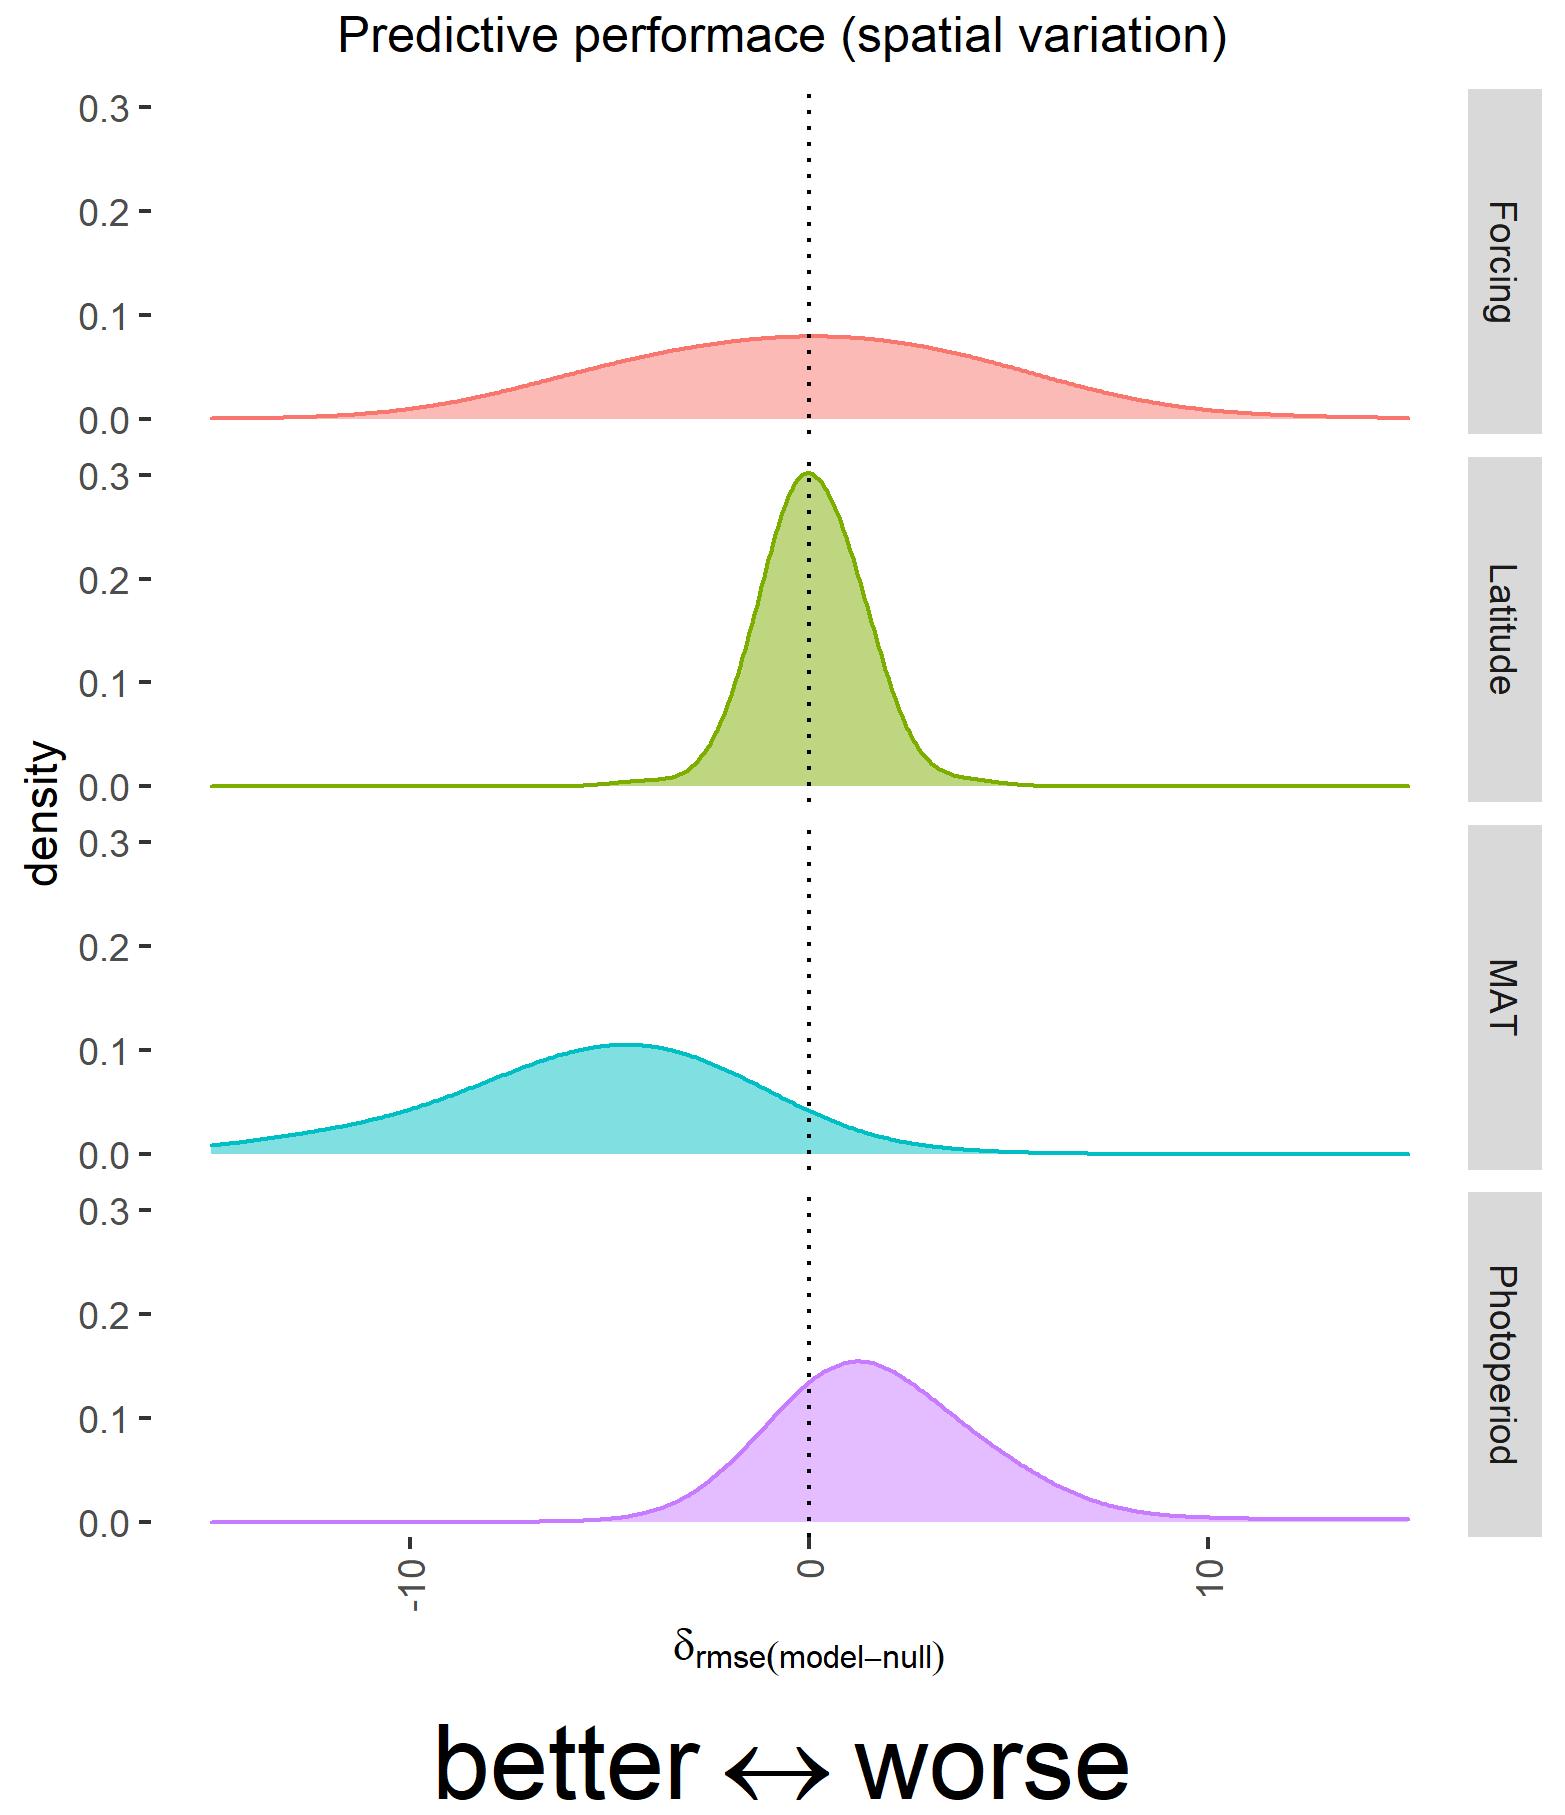 Predictive performace (spatial variation)
density
0.3
0.2
0.1
0.0
Forcing
0.3
0.2
0.1
0.0
Latitude
0.3
0.2
0.1
0.0
MAT
0.3
0.2
0.1
0.0
Photoperiod
-10 0 10
δrmse(model−null)
better ↔ worse